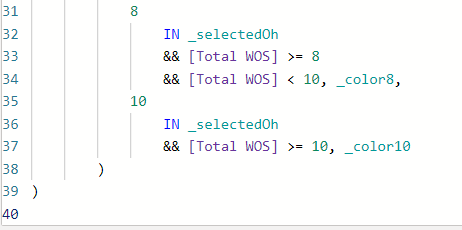 31 8
32 IN _selectedOh
33 && [Total WOS] >= 8
34 && [Total WOS] < 10, _color8,
35 10
36 IN _selectedOh
37 && [Total WOS] >= 10, _color10
38 )
39 )
40